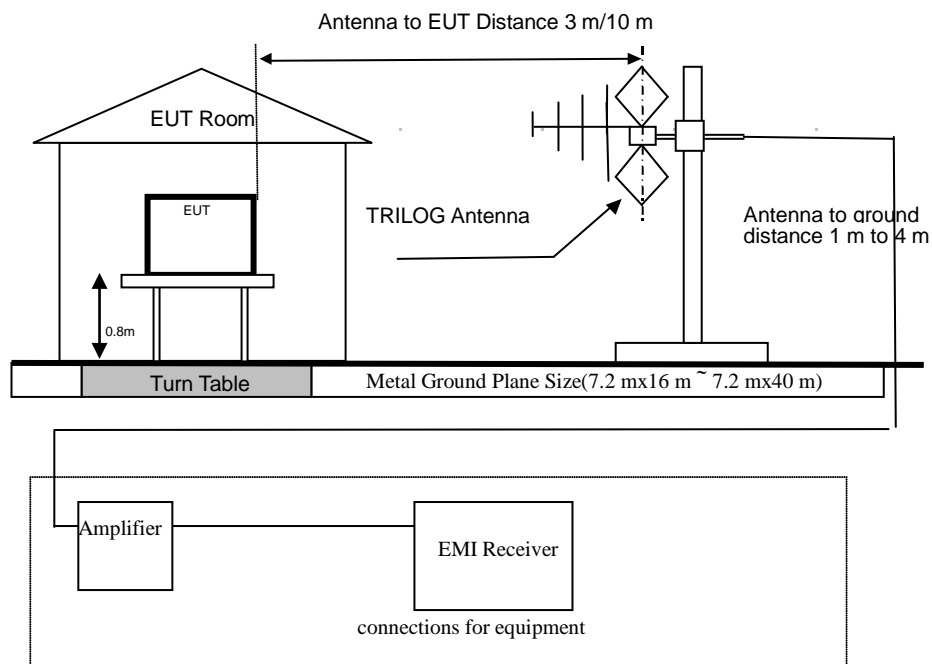 Antenna to EUT Distance 3 m/10 m
EUT Room
EUT
TRILOG Antenna
Antenna to ground
distance 1 m to 4 m
0.8m
Turn Table
Metal Ground Plane Size(7.2 mx16 m ~ 7.2 mx40 m)
Amplifier
EMI Receiver
connections for equipment